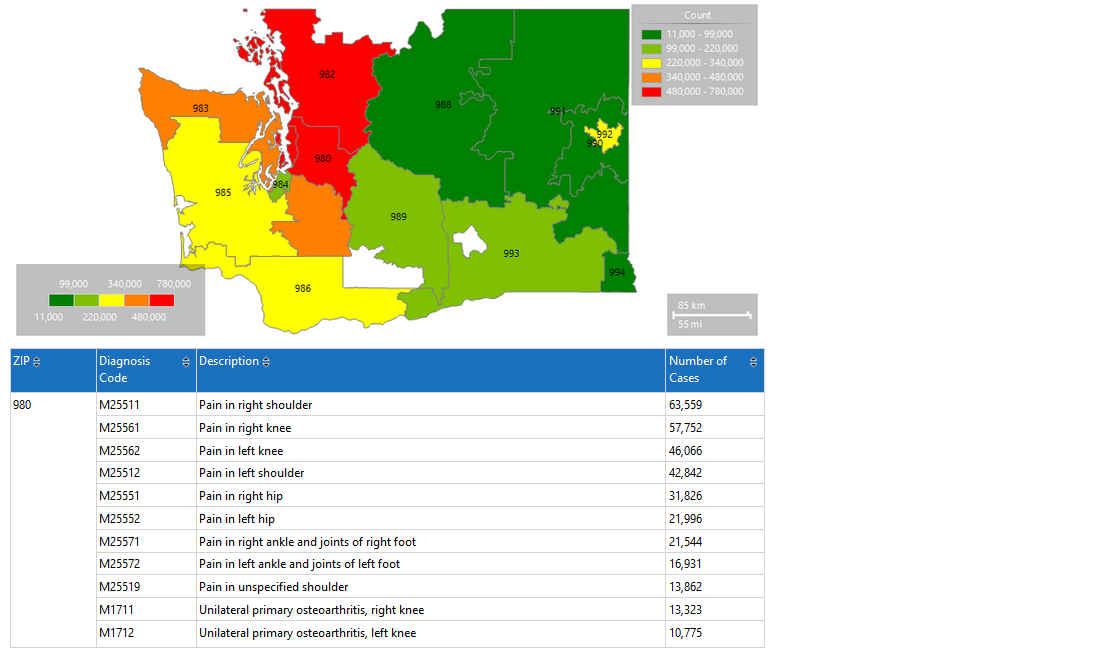 Count
11,000 - 99,000
99,000 - 220,000
220,000 - 340,000
340,000 - 480,000
480,000 - 780,000
982
988
991
983
992
990
980
984
985
989
993
994
986
99,000 340,000 780,000
11,000 220,000 480,000
85 km
55 mi
ZIP Diagnosis Code Description Number of Cases
980 M25511 Pain in right shoulder 63,559
M25561 Pain in right knee 57,752
M25562 Pain in left knee 46,066
M25512 Pain in left shoulder 42,842
M25551 Pain in right hip 31,826
M25552 Pain in left hip 21,996
M25571 Pain in right ankle and joints of right foot 21,544
M25572 Pain in left ankle and joints of left foot 16,931
M25519 Pain in unspecified shoulder 13,862
M1711 Unilateral primary osteoarthritis, right knee 13,323
M1712 Unilateral primary osteoarthritis, left knee 10,775